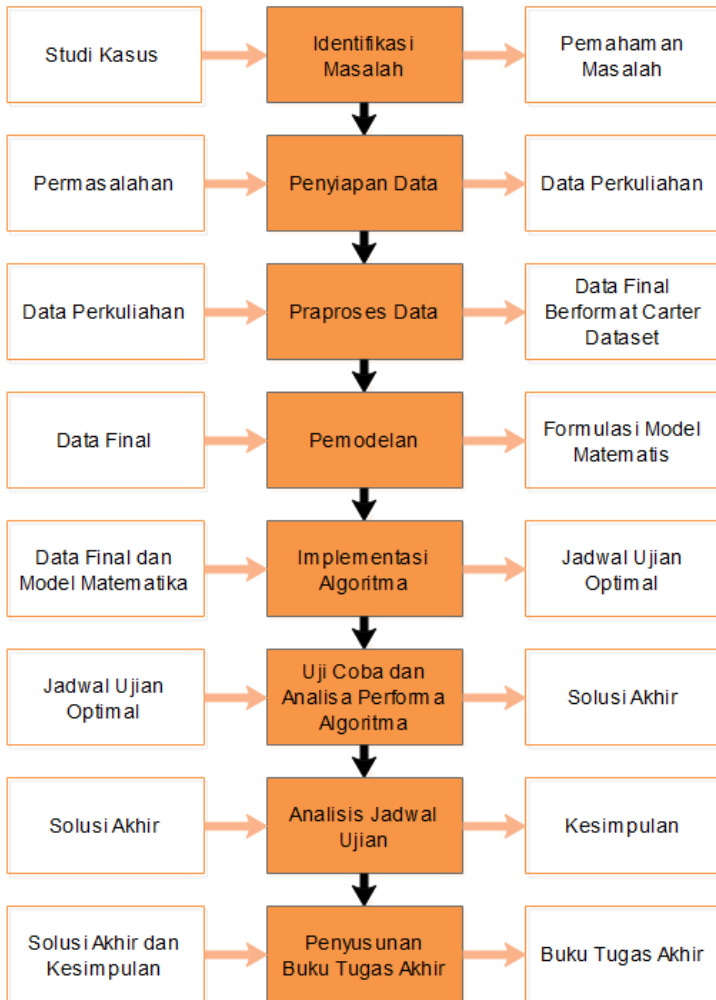 Studi Kasus
Identifikasi
Masalah
Pemahaman
Masalah
Permasalahan
Penyiapan Data
Data Perkuliahan
Data Perkuliahan
Praproses Data
Data Final
Berformat Carter
Dataset
Data Final
Pemodelan
Formulasi Model
Matematis
Data Final dan
Model Matematika
Implementasi
Algoritma
Jadwal Ujian
Optimal
Jadwal Ujian
Optimal
Uji Coba dan
Analisa Performa
Algoritma
Solusi Akhir
Solusi Akhir
Analisis Jadwal
Ujian
Kesimpulan
Solusi Akhir dan
Kesimpulan
Penyusunan
Buku Tugas Akhir
Buku Tugas Akhir